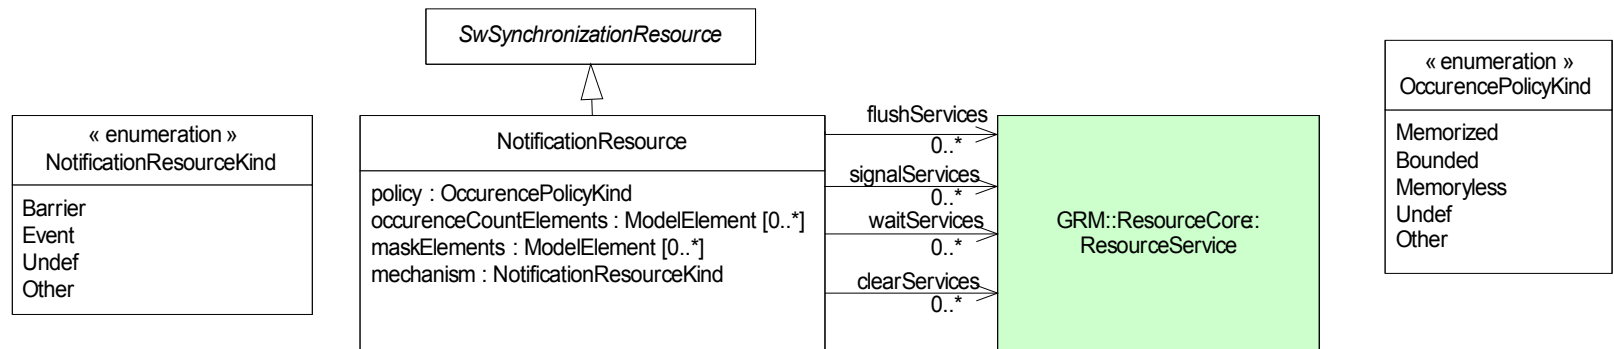 SwSynchronizationResource
« enumeration »
NotificationResourceKind
Barrier
Event
Undef
Other
NotificationResource
policy : OccurencePolicyKind
occurenceCountElements : ModelElement [0..*]
maskElements : ModelElement [0..*]
mechanism : NotificationResourceKind
flushServices
0..*
signalServices
0..*
waitServices
0..*
clearServices
0..*
GRM::ResourceCore::
ResourceService
« enumeration »
OccurencePolicyKind
Memorized
Bounded
Memoryless
Undef
Other